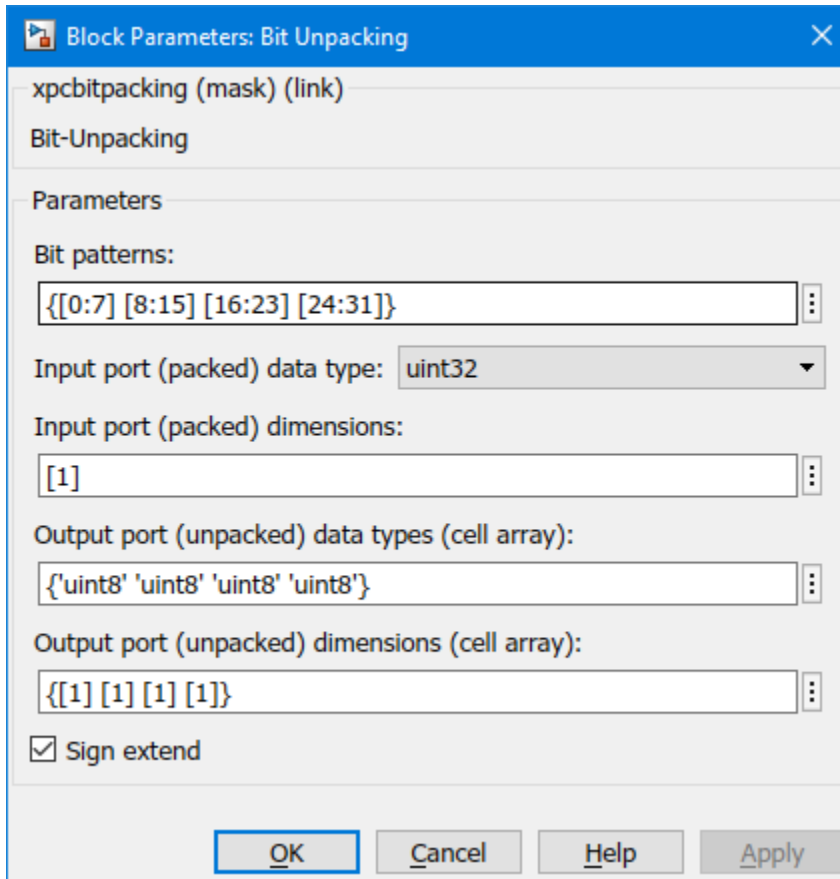 Block Parameters: Bit Unpacking
xpcbitpacking (mask) (link)
Bit-Unpacking
Parameters
Bit patterns:
{[0:7] [8:15] [16:23] [24:31]}
Input port (packed) data type: uint32
Input port (packed) dimensions:
[1]
Output port (unpacked) data types (cell array):
{'uint8' 'uint8' 'uint8' 'uint8'}
Output port (unpacked) dimensions (cell array):
{[1] [1] [1] [1]}
Sign extend
OK Cancel Help Apply